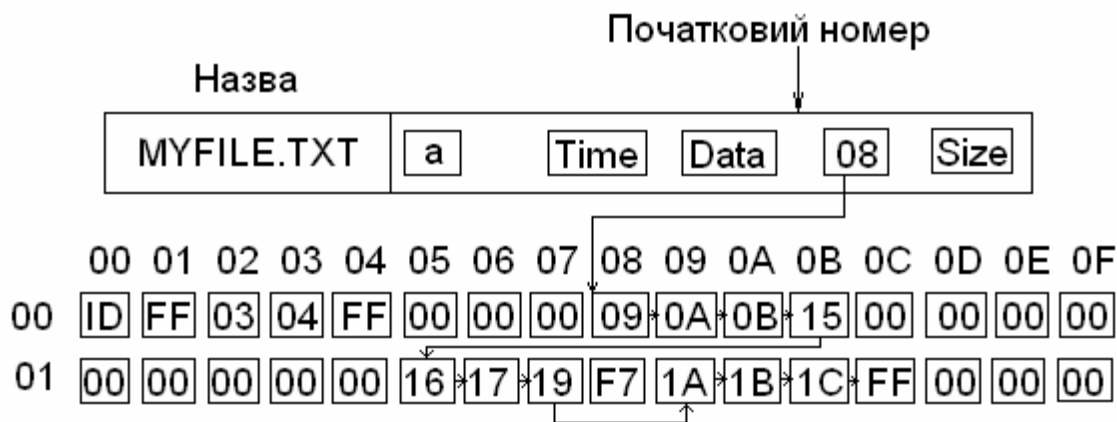 Початковий номер
Назва
MYFILE.TXT a Time Data 08 Size
00 01 02 03 04 05 06 07 08 09 0A 0B 0C 0D 0E 0F
00 ID FF 03 04 FF 00 00 00 09 0A 0B 15 00 00 00 00
01 00 00 00 00 00 16 17 19 F7 1A 1B 1C FF 00 00 00